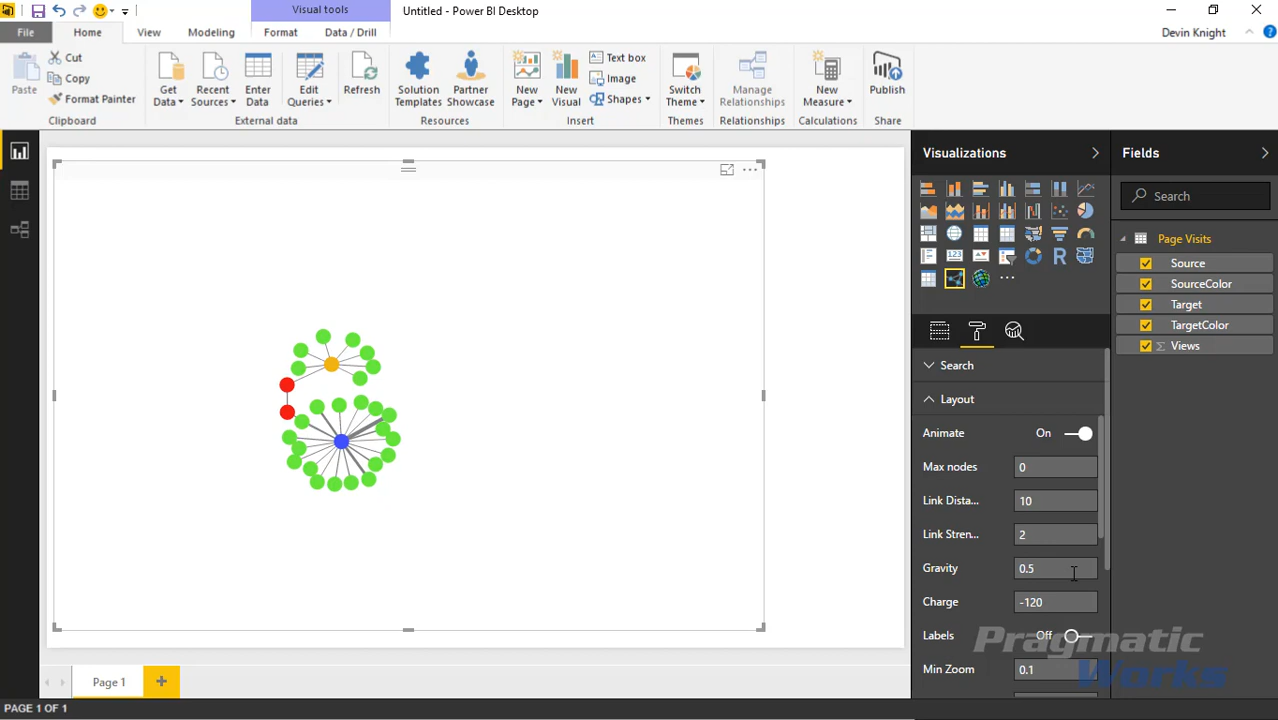 Visual tools
Untitled - Power BI Desktop
File
Home
View
Modeling
Format
Data / Drill
Devin Knight
Paste
Cut
Copy
Format Painter
Clipboard
Get Data
Recent Sources
Enter Data
Edit Queries
Refresh
External data
Solution Templates
Partner Showcase
Resources
New Page
New Visual
Text box
Image
Shapes
Insert
Switch Theme
Themes
Manage Relationships
Relationships
New Measure
Calculations
Publish
Share
Visualizations
Fields
Search
Page Visits
Source
SourceColor
Target
TargetColor
Σ Views
Search
Layout
Animate On
Max nodes 0
Link Dista... 10
Link Stren... 2
Gravity 0.5
Charge -120
Labels Off
Min Zoom 0.1
Pragmatic
Works
Page 1
PAGE 1 OF 1